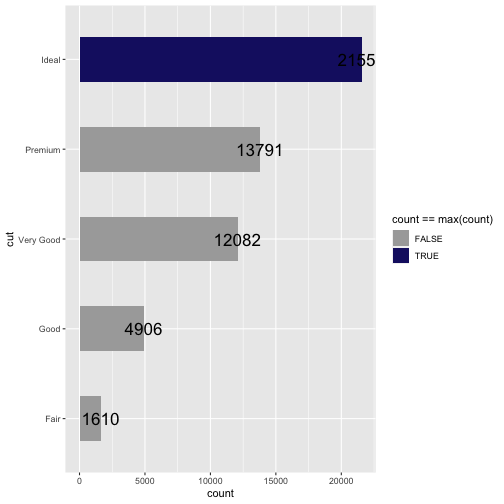 Ideal
2155
Premium
13791
Very Good
12082
Good
4906
Fair
1610
cut
0 5000 10000 15000 20000
count
count == max(count)
FALSE
TRUE